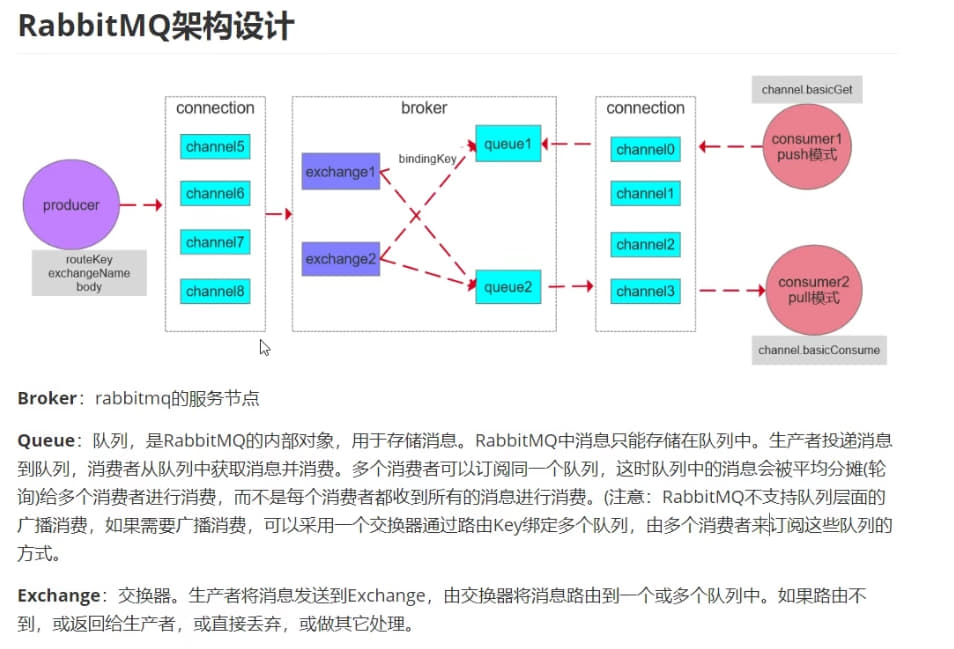 RabbitMQ架构设计
connection
broker
connection
channel.basicGet
channel5
channel6
channel7
channel8
producer
routeKey
exchangeName
body
exchange1
exchange2
bindingKey
queue1
queue2
channel0
channel1
channel2
channel3
consumer1
push模式
consumer2
pull模式
channel.basicConsume
Broker：rabbitmq的服务节点
Queue：队列，是RabbitMQ的内部对象，用于存储消息。RabbitMQ中消息只能存储在队列中。生产者投递消息
到队列，消费者从队列中获取消息并消费。多个消费者可以订阅同一个队列，这时队列中的消息会被平均分摊(轮
询)给多个消费者进行消费，而不是每个消费者都收到所有的消息进行消费。(注意：RabbitMQ不支持队列层面的
广播消费，如果需要广播消费，可以采用一个交换器通过路由Key绑定多个队列，由多个消费者来订阅这些队列的
方式。
Exchange：交换器。生产者将消息发送到Exchange，由交换器将消息路由到一个或多个队列中。如果路由不
到，或返回给生产者，或直接丢弃，或做其它处理。